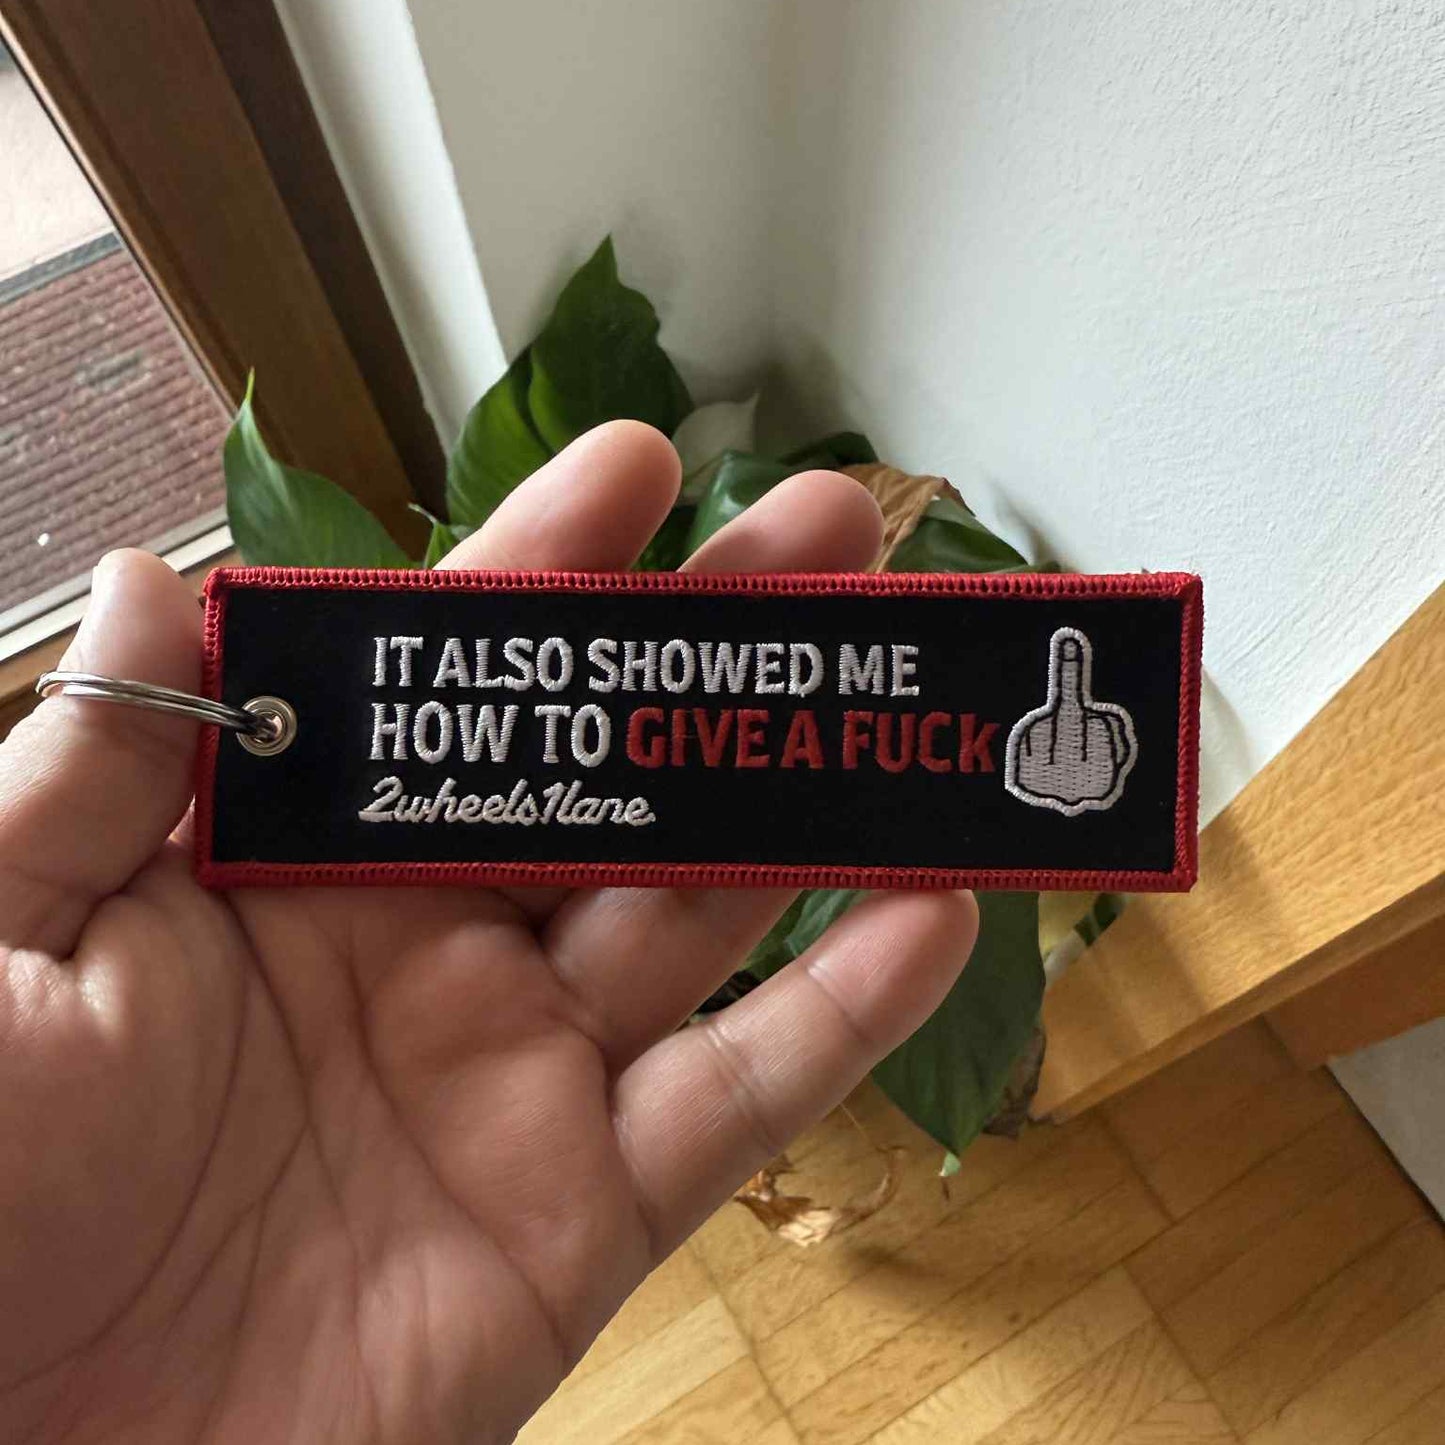 IT ALSO SHOWED ME
HOW TO GIVE A FUCK
2wheels1lane